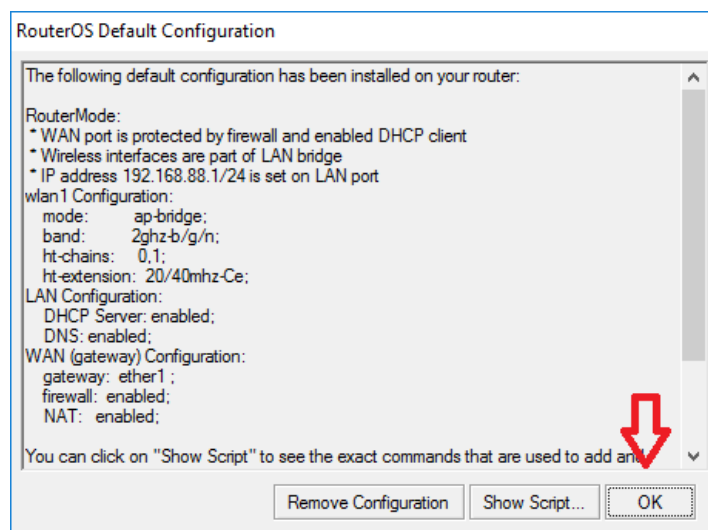 RouterOS Default Configuration
The following default configuration has been installed on your router:
RouterMode:
* WAN port is protected by firewall and enabled DHCP client
* Wireless interfaces are part of LAN bridge
* IP address 192.168.88.1/24 is set on LAN port
wlan1 Configuration:
mode: ap-bridge;
band: 2ghz-b/g/n;
ht-chains: 0,1;
ht-extension: 20/40mhz-Ce;
LAN Configuration:
DHCP Server: enabled;
DNS: enabled;
WAN (gateway) Configuration:
gateway: ether1 ;
firewall: enabled;
NAT: enabled;
You can click on "Show Script" to see the exact commands that are used to add and
Remove Configuration
Show Script...
OK